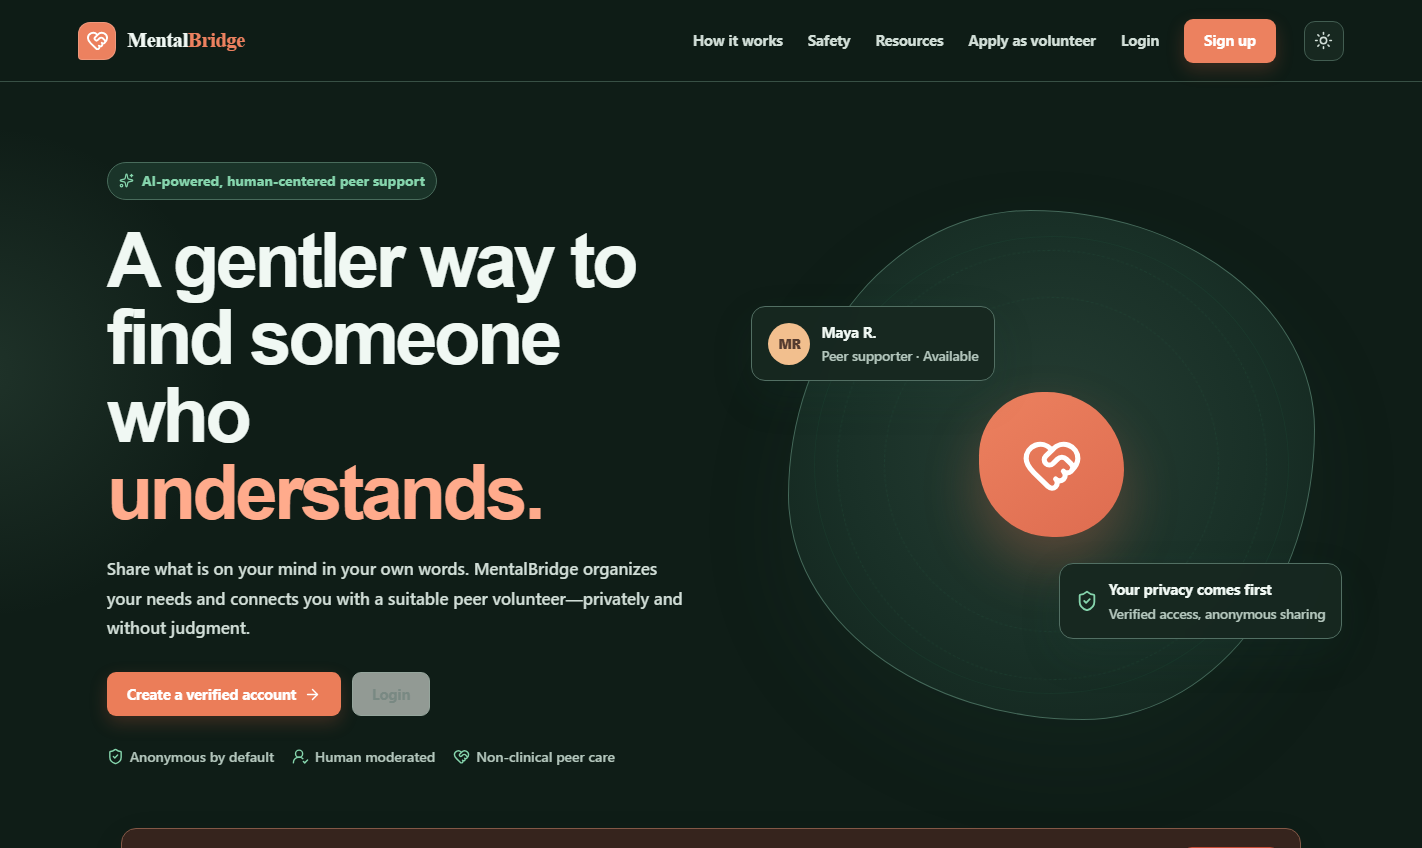 MentalBridge
How it works
Safety
Resources
Apply as volunteer
Login
Sign up
AI-powered, human-centered peer support
A gentler way to
find someone
who
understands.
Share what is on your mind in your own words. MentalBridge organizes
your needs and connects you with a suitable peer volunteer—privately and
without judgment.
Create a verified account
Login
Anonymous by default
Human moderated
Non-clinical peer care
MR
Maya R.
Peer supporter · Available
Your privacy comes first
Verified access, anonymous sharing